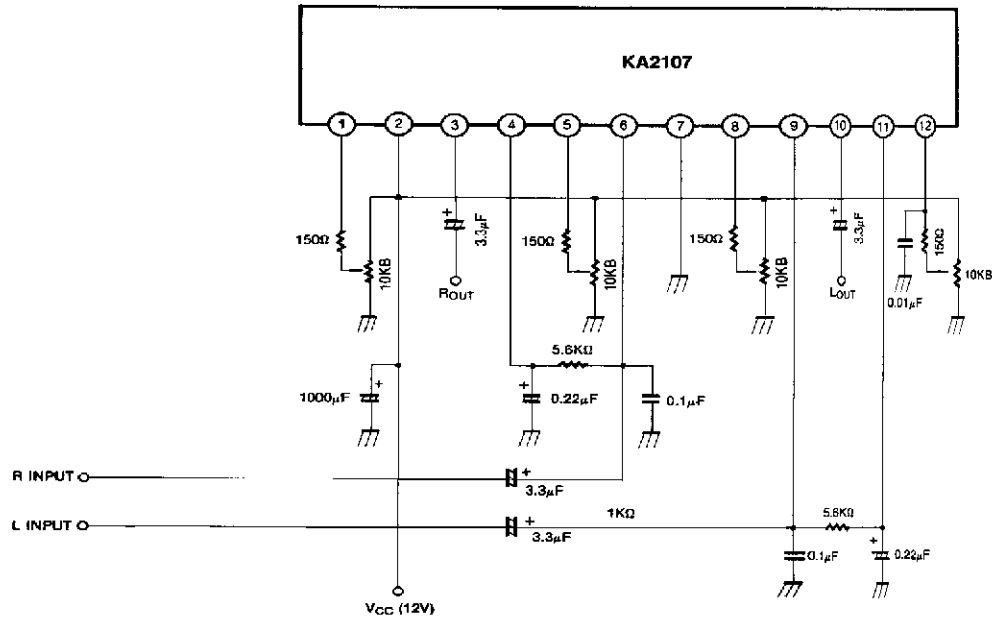 KA2107
1 2 3 4 5 6 7 8 9 10 11 12
150Ω
10KB
+
3.3μF
ROUT
150Ω
10KB
150Ω
10KB
+
3.3μF
LOUT
0.01μF
150Ω
10KB
1000μF
+
5.6KΩ
+
0.22μF
0.1μF
R INPUT
+
3.3μF
L INPUT
+
3.3μF
1KΩ
5.6KΩ
0.1μF
+
0.22μF
VCC (12V)